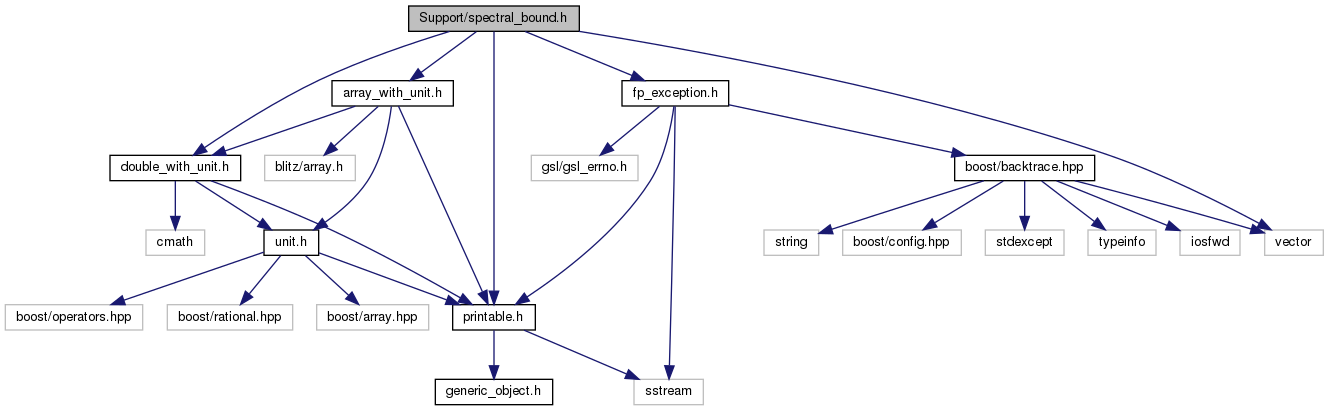 Support/spectral_bound.h
array_with_unit.h
fp_exception.h
double_with_unit.h
blitz/array.h
gsl/gsl_errno.h
boost/backtrace.hpp
cmath
unit.h
string
boost/config.hpp
stdexcept
typeinfo
iosfwd
vector
boost/operators.hpp
boost/rational.hpp
boost/array.hpp
printable.h
generic_object.h
sstream